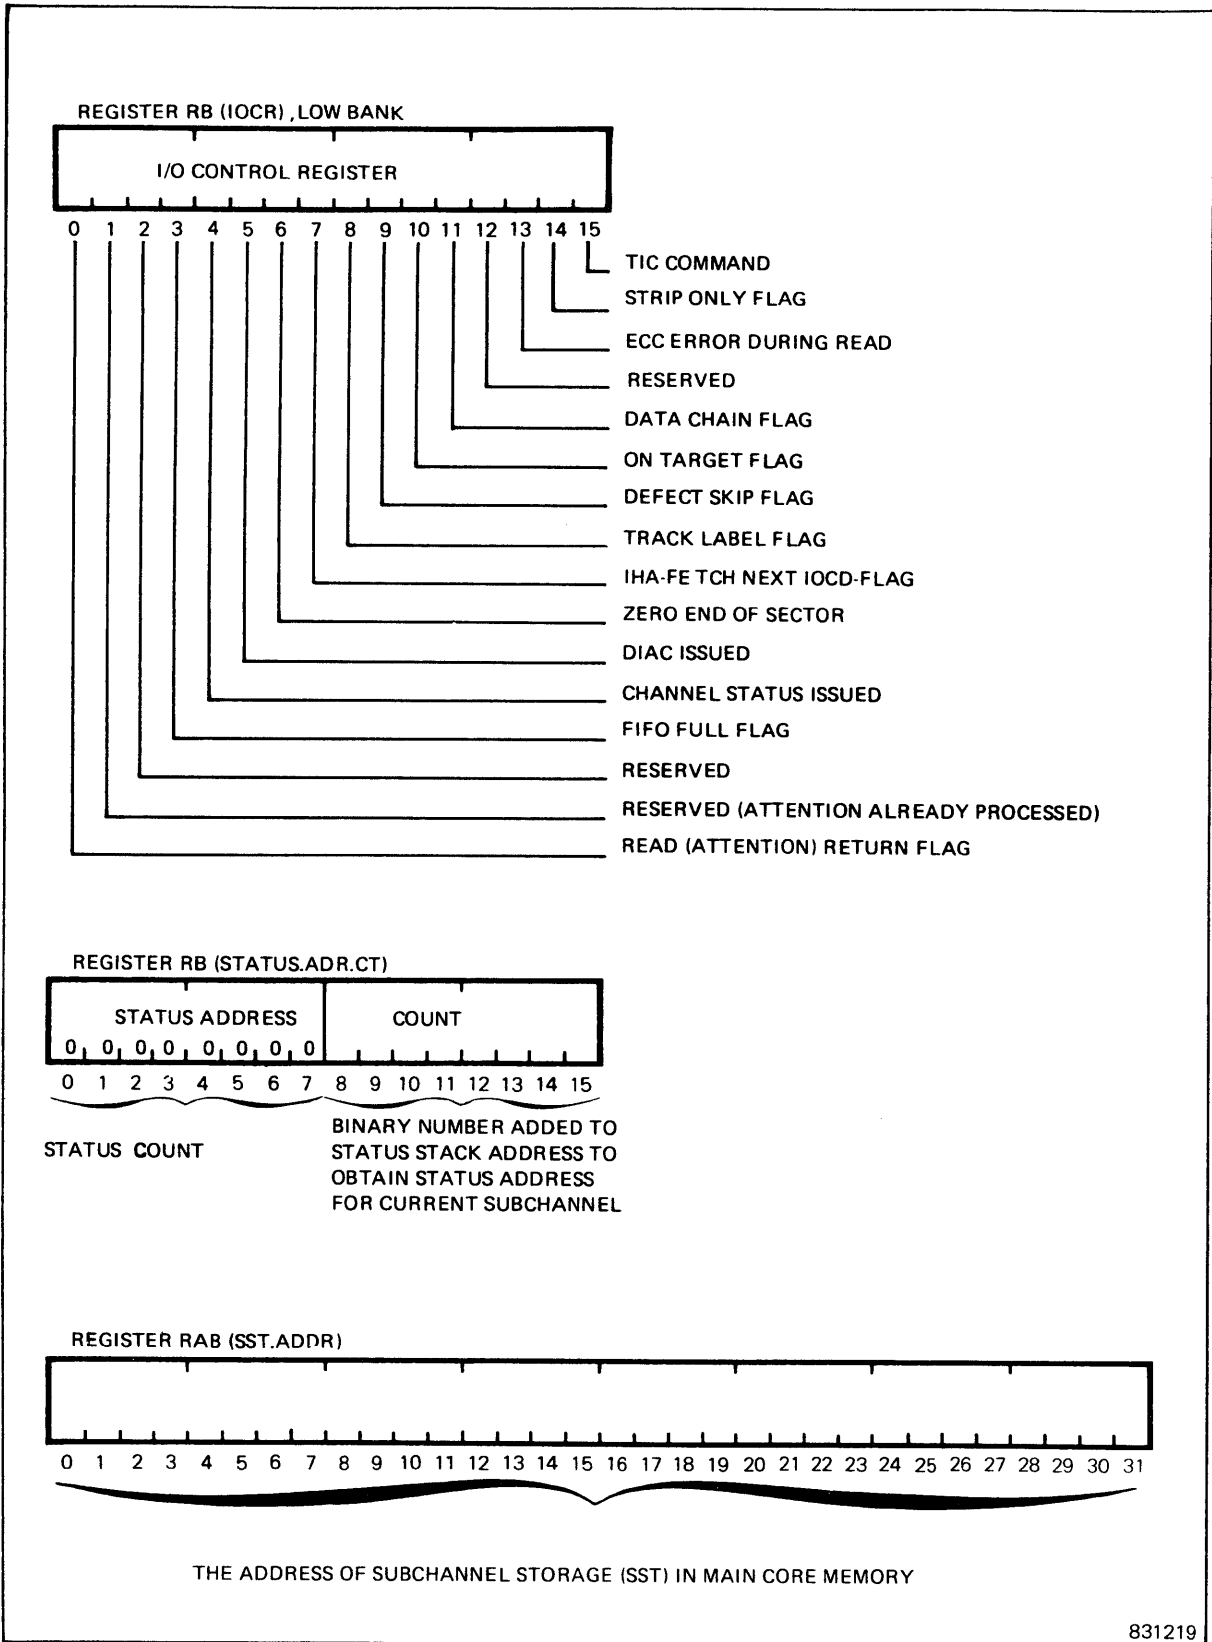 REGISTER RB (IOCR) ,LOW BANK
I/O CONTROL REGISTER
0 1 2 3 4 5 6 7 8 9 10 11 12 13 14 15
TIC COMMAND
STRIP ONLY FLAG
ECC ERROR DURING READ
RESERVED
DATA CHAIN FLAG
ON TARGET FLAG
DEFECT SKIP FLAG
TRACK LABEL FLAG
IHA-FETCH NEXT IOCD-FLAG
ZERO END OF SECTOR
DIAC ISSUED
CHANNEL STATUS ISSUED
FIFO FULL FLAG
RESERVED
RESERVED (ATTENTION ALREADY PROCESSED)
READ (ATTENTION) RETURN FLAG
REGISTER RB (STATUS.ADR.CT)
STATUS ADDRESS COUNT
0 0 0 0 0 0 0 0
0 1 2 3 4 5 6 7 8 9 10 11 12 13 14 15
STATUS COUNT
BINARY NUMBER ADDED TO
STATUS STACK ADDRESS TO
OBTAIN STATUS ADDRESS
FOR CURRENT SUBCHANNEL
REGISTER RAB (SST.ADDR)
0 1 2 3 4 5 6 7 8 9 10 11 12 13 14 15 16 17 18 19 20 21 22 23 24 25 26 27 28 29 30 31
THE ADDRESS OF SUBCHANNEL STORAGE (SST) IN MAIN CORE MEMORY
831219